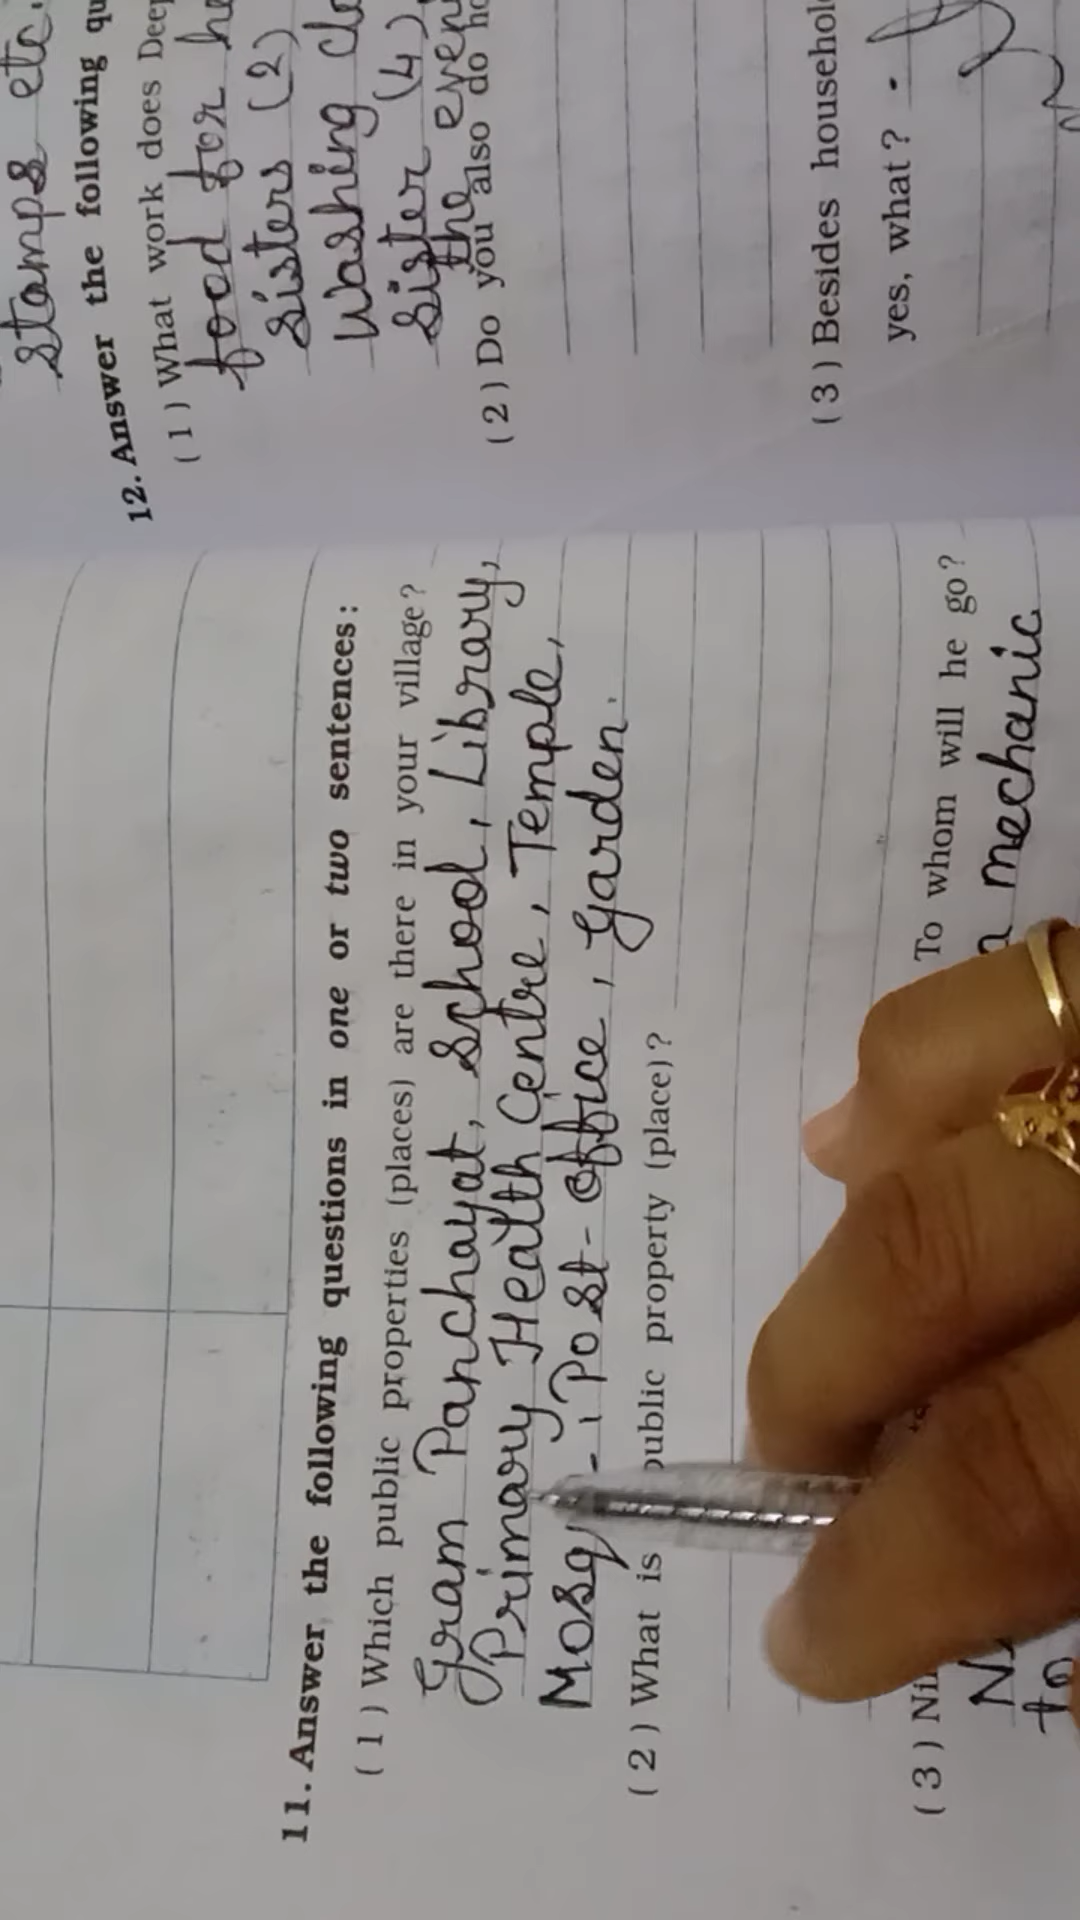 11. Answer the following questions in one or two sentences:
(1) Which public properties (places) are there in your village?
Gram Panchayat, School, Library,
Primary Health Centre, Temple,
Mosq , Post-office, Garden.
(2) What is public property (place)?
(3) To whom will he go?
mechanic
to
stamps etc.
12. Answer the following qu
(1) What work does Deep
food for he
sisters (2)
washing clo
sister (4)
the even
(2) Do you also do ho
(3) Besides househol
yes, what?